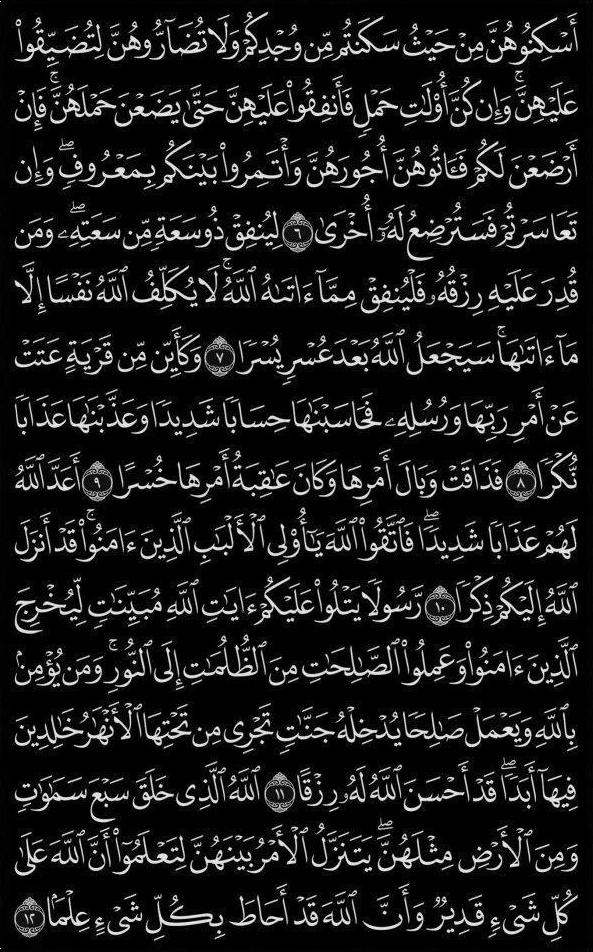 أَسْكِنُوهُنَّ مِنْ حَيْثُ سَكَنتُم مِّن وُجْدِكُمْ وَلَا تُضَآرُّوهُنَّ لِتُضَيِّقُوا۟
عَلَيْهِنَّ ۚ وَإِن كُنَّ أُو۟لَٰتِ حَمْلٍ فَأَنفِقُوا۟ عَلَيْهِنَّ حَتَّىٰ يَضَعْنَ حَمْلَهُنَّ ۚ فَإِنْ
أَرْضَعْنَ لَكُمْ فَـَٔاتُوهُنَّ أُجُورَهُنَّ وَأْتَمِرُوا۟ بَيْنَكُم بِمَعْرُوفٍ ۖ وَإِن
تَعَاسَرْتُمْ فَسَتُرْضِعُ لَهُۥٓ أُخْرَىٰ ٦ لِيُنفِقْ ذُو سَعَةٍ مِّن سَعَتِهِۦ ۖ وَمَن
قُدِرَ عَلَيْهِ رِزْقُهُۥ فَلْيُنفِقْ مِمَّآ ءَاتَىٰهُ ٱللَّهُ ۚ لَا يُكَلِّفُ ٱللَّهُ نَفْسًا إِلَّا
مَآ ءَاتَىٰهَا ۚ سَيَجْعَلُ ٱللَّهُ بَعْدَ عُسْرٍ يُسْرًا ٧ وَكَأَيِّن مِّن قَرْيَةٍ عَتَتْ
عَنْ أَمْرِ رَبِّهَا وَرُسُلِهِۦ فَحَاسَبْنَٰهَا حِسَابًا شَدِيدًا وَعَذَّبْنَٰهَا عَذَابًا
نُّكْرًا ٨ فَذَاقَتْ وَبَالَ أَمْرِهَا وَكَانَ عَٰقِبَةُ أَمْرِهَا خُسْرًا ٩ أَعَدَّ ٱللَّهُ
لَهُمْ عَذَابًا شَدِيدًا ۖ فَٱتَّقُوا۟ ٱللَّهَ يَٰٓأُو۟لِى ٱلْأَلْبَٰبِ ٱلَّذِينَ ءَامَنُوا۟ ۚ قَدْ أَنزَلَ
ٱللَّهُ إِلَيْكُمْ ذِكْرًا ١٠ رَّسُولًا يَتْلُوا۟ عَلَيْكُمْ ءَايَٰتِ ٱللَّهِ مُبَيِّنَٰتٍ لِّيُخْرِجَ
ٱلَّذِينَ ءَامَنُوا۟ وَعَمِلُوا۟ ٱلصَّٰلِحَٰتِ مِنَ ٱلظُّلُمَٰتِ إِلَى ٱلنُّورِ ۚ وَمَن يُؤْمِنۢ
بِٱللَّهِ وَيَعْمَلْ صَٰلِحًا يُدْخِلْهُ جَنَّٰتٍ تَجْرِى مِن تَحْتِهَا ٱلْأَنْهَٰرُ خَٰلِدِينَ
فِيهَآ أَبَدًا ۖ قَدْ أَحْسَنَ ٱللَّهُ لَهُۥ رِزْقًا ١١ ٱللَّهُ ٱلَّذِى خَلَقَ سَبْعَ سَمَٰوَٰتٍ
وَمِنَ ٱلْأَرْضِ مِثْلَهُنَّ ۖ يَتَنَزَّلُ ٱلْأَمْرُ بَيْنَهُنَّ لِتَعْلَمُوٓا۟ أَنَّ ٱللَّهَ عَلَىٰ
كُلِّ شَىْءٍ قَدِيرٌ وَأَنَّ ٱللَّهَ قَدْ أَحَاطَ بِكُلِّ شَىْءٍ عِلْمًۢا ١٢